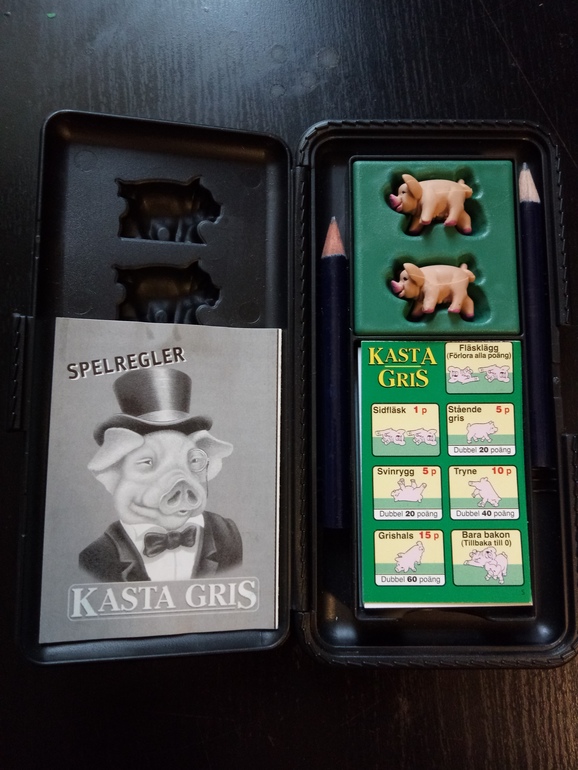 SPELREGLER
KASTA GRIS
KASTA
GRIS
Fläsklägg
(Förlora alla poäng)
Sidfläsk 1 p
Stående 5 p
gris
Dubbel 20 poäng
Svinrygg 5 p
Dubbel 20 poäng
Tryne 10 p
Dubbel 40 poäng
Grishals 15 p
Dubbel 60 poäng
Bara bakon
(Tillbaka till 0)